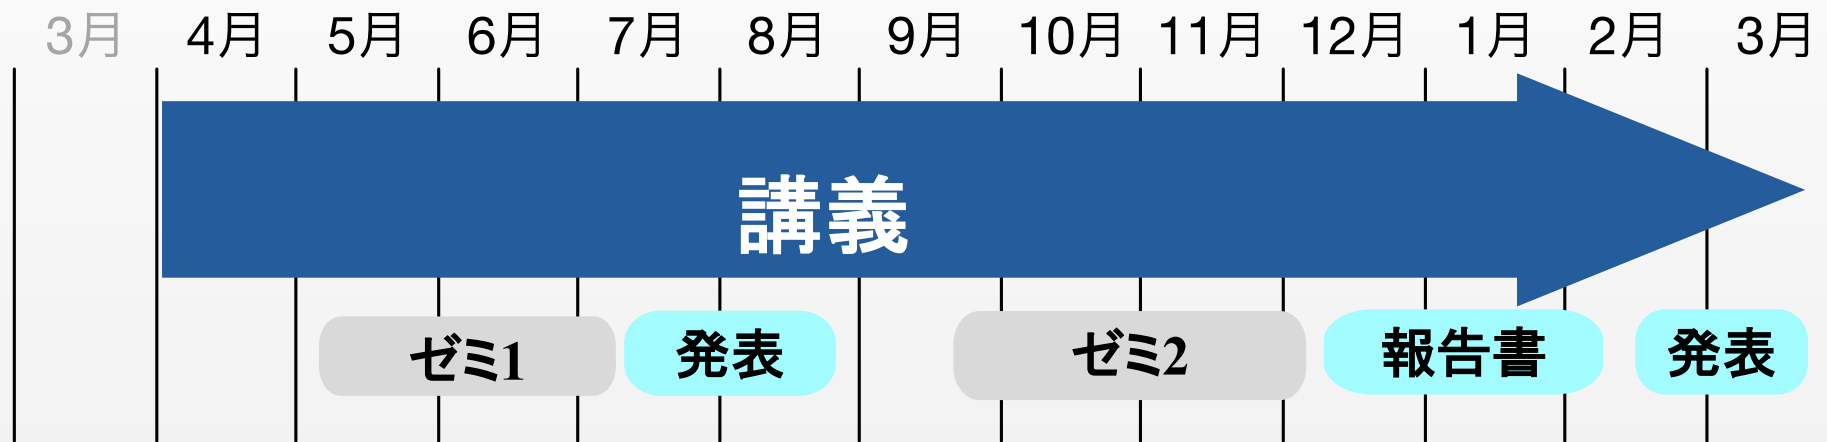 3月 4月 5月 6月 7月 8月 9月 10月 11月 12月 1月 2月 3月
講義
ゼミ1 発表 ゼミ2 報告書 発表